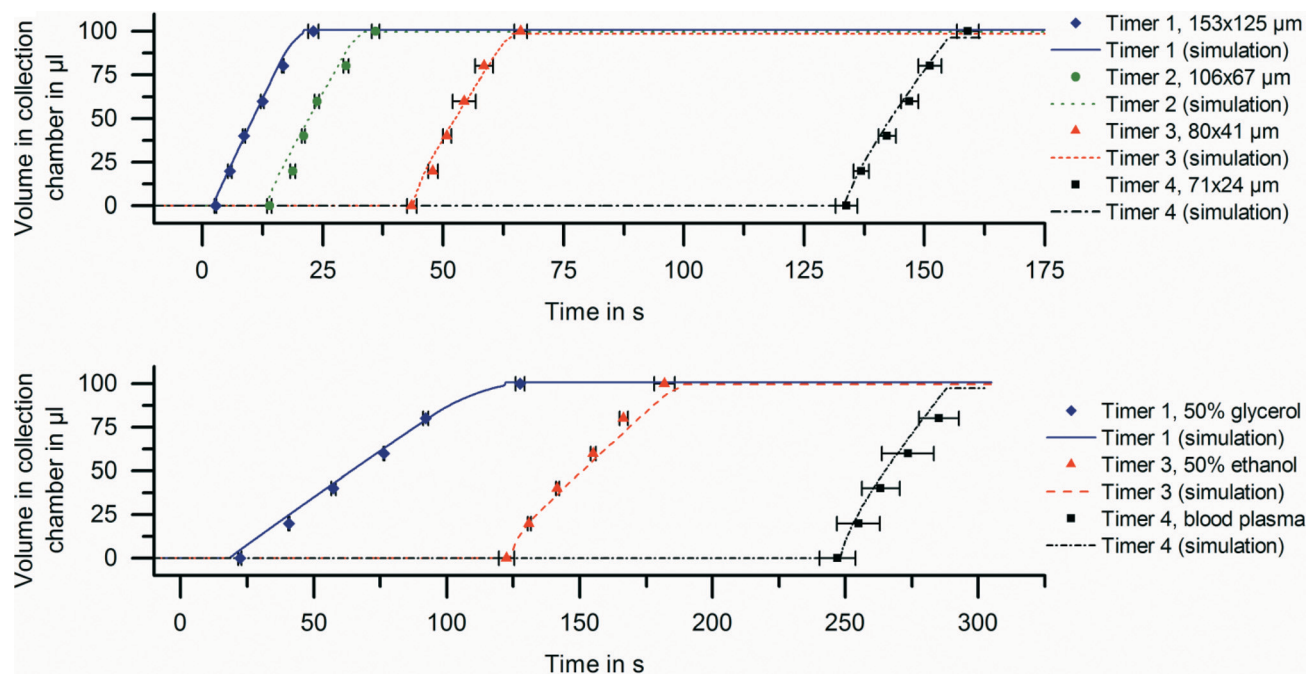 Volume in collection
chamber in µl
100
75
50
25
0
0 25 50 75 100 125 150 175
Time in s
Timer 1, 153x125 µm
Timer 1 (simulation)
Timer 2, 106x67 µm
Timer 2 (simulation)
Timer 3, 80x41 µm
Timer 3 (simulation)
Timer 4, 71x24 µm
Timer 4 (simulation)
Volume in collection
chamber in µl
100
75
50
25
0
0 50 100 150 200 250 300
Time in s
Timer 1, 50% glycerol
Timer 1 (simulation)
Timer 3, 50% ethanol
Timer 3 (simulation)
Timer 4, blood plasma
Timer 4 (simulation)